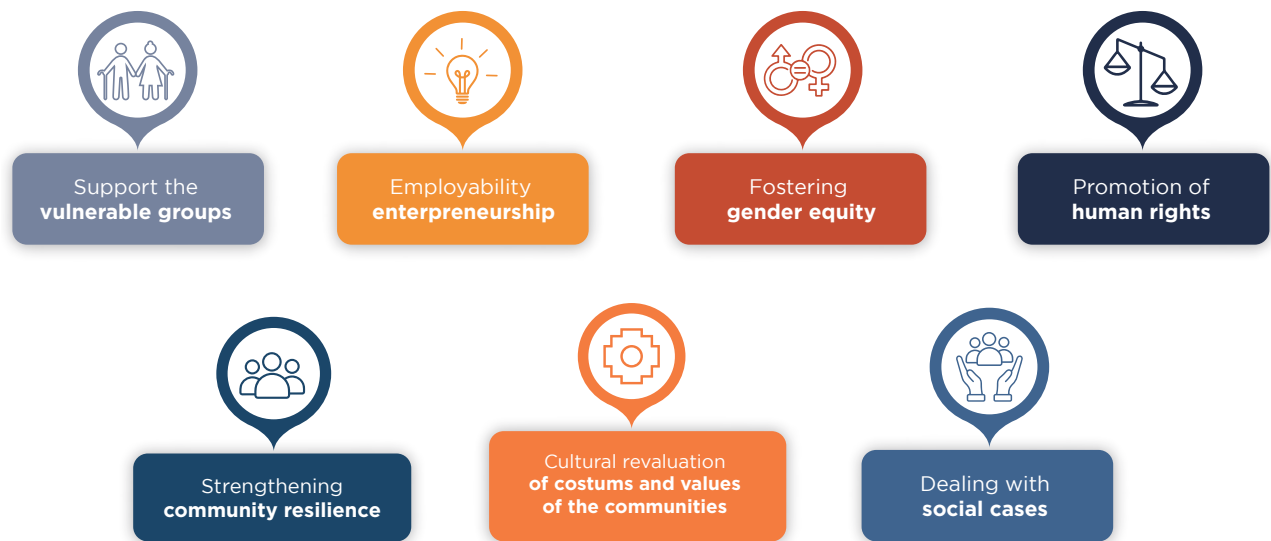 Support the
vulnerable groups
Employability
enterpreneurship
Fostering
gender equity
Promotion of
human rights
Strengthening
community resilience
Cultural revaluation
of costums and values
of the communities
Dealing with
social cases